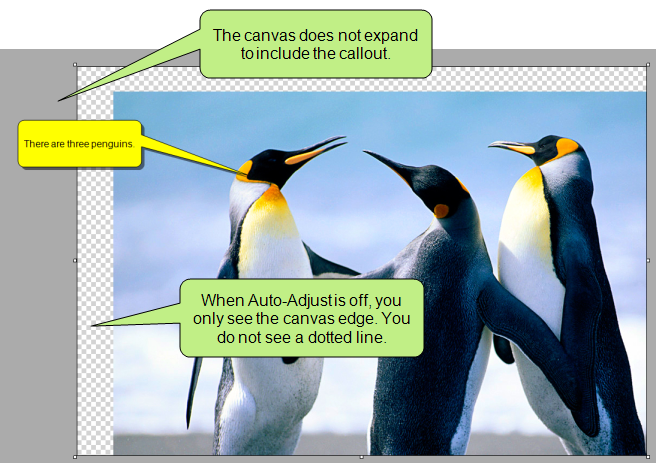 The canvas does not expand
to include the callout.
There are three penguins.
When Auto-Adjust is off, you
only see the canvas edge. You
do not see a dotted line.